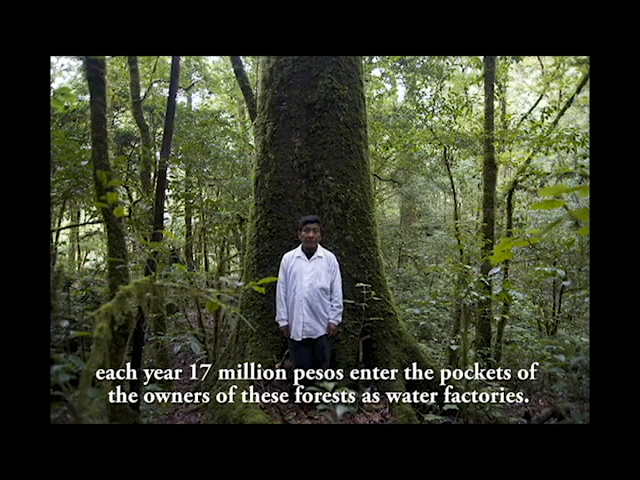 each year 17 million pesos enter the pockets of
the owners of these forests as water factories.